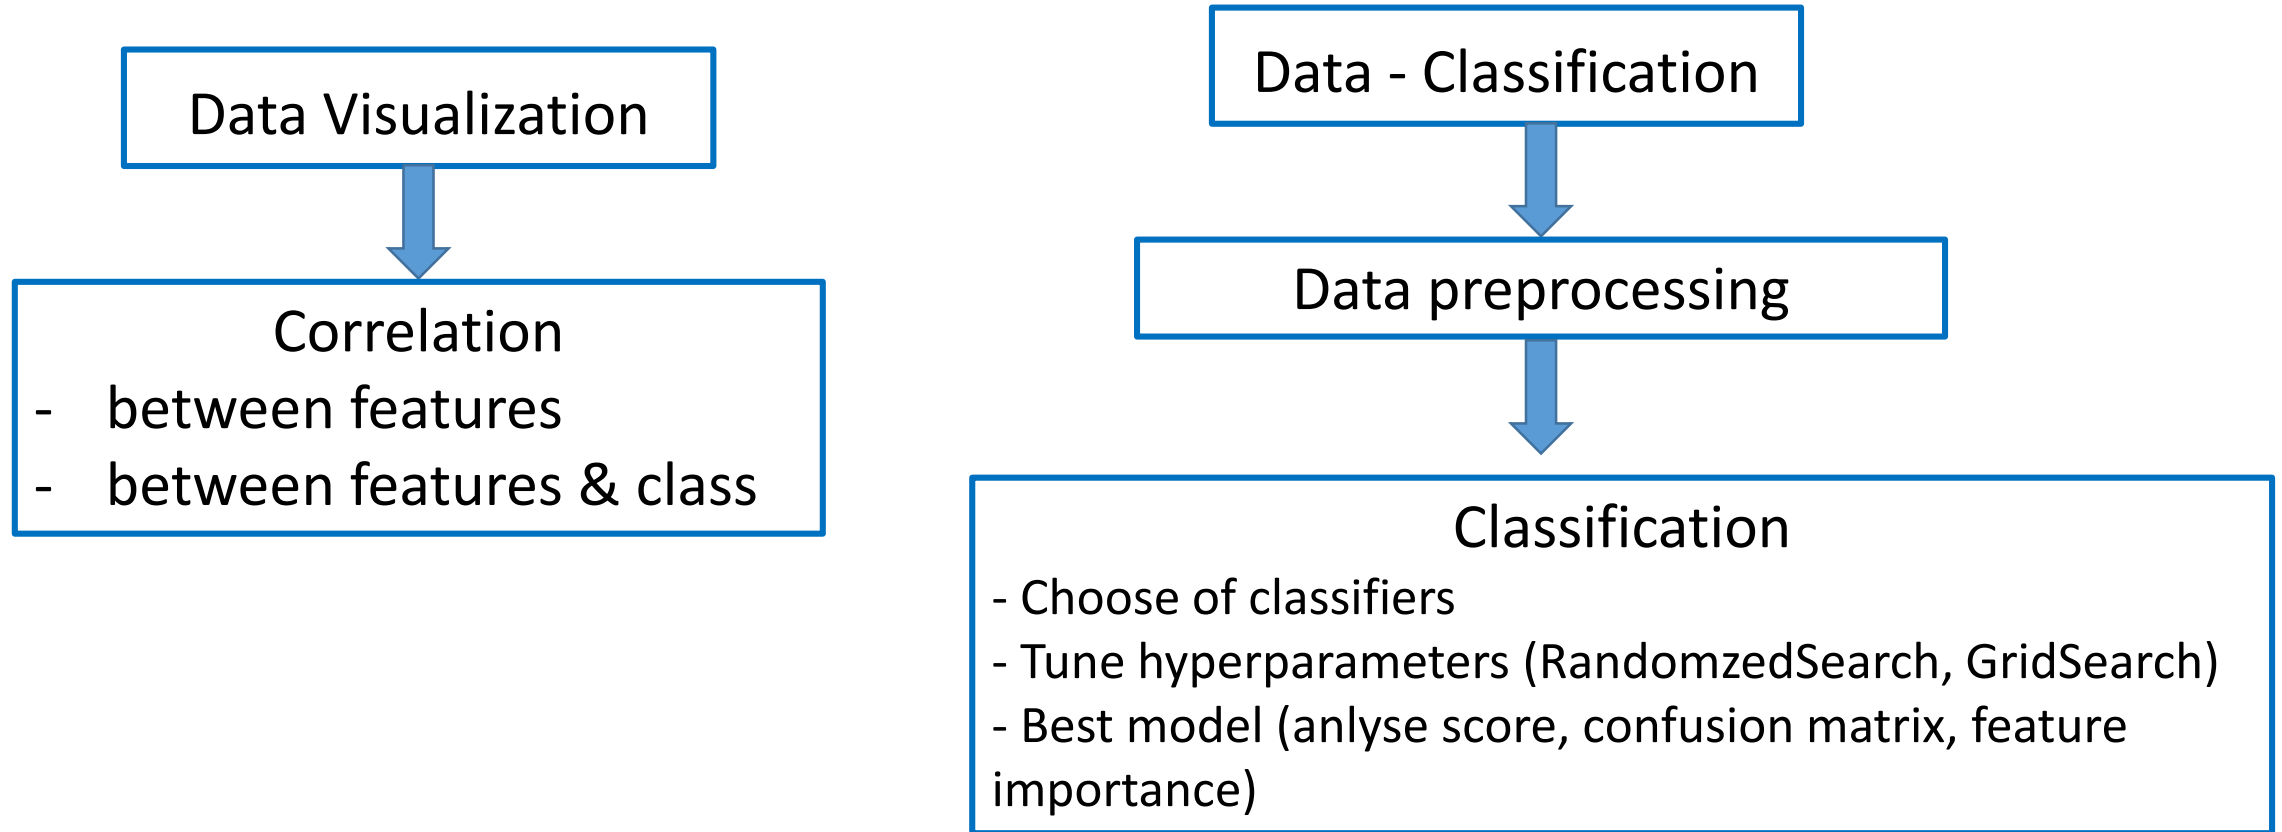 Data Visualization
Correlation
- between features
- between features & class
Data - Classification
Data preprocessing
Classification
- Choose of classifiers
- Tune hyperparameters (RandomzedSearch, GridSearch)
- Best model (anlyse score, confusion matrix, feature
importance)